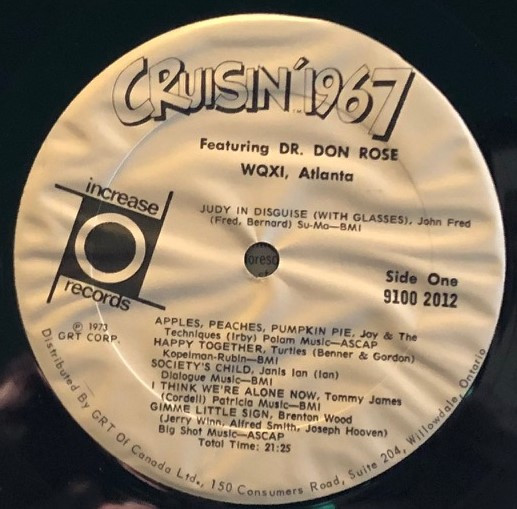 CRUISIN' 1967
Featuring DR. DON ROSE
WQXI, Atlanta
increase
records
JUDY IN DISGUISE (WITH GLASSES), John Fred
(Fred, Bernard) Su-Ma—BMI
Side One
9100 2012
℗ 1973
GRT CORP.
APPLES, PEACHES, PUMPKIN PIE, Jay & The
Techniques (Irby) Polam Music—ASCAP
HAPPY TOGETHER, Turtles (Benner & Gordon)
Kopelman-Rubin—BMI
SOCIETY'S CHILD, Janis Ian (Ian)
Dialogue Music—BMI
I THINK WE'RE ALONE NOW, Tommy James
(Cordell) Patricia Music—BMI
GIMME LITTLE SIGN, Brenton Wood
(Jerry Winn, Alfred Smith, Joseph Hooven)
Big Shot Music—ASCAP
Total Time: 21:25
Distributed By GRT Of Canada Ltd., 150 Consumers Road, Suite 204, Willowdale, Ontario